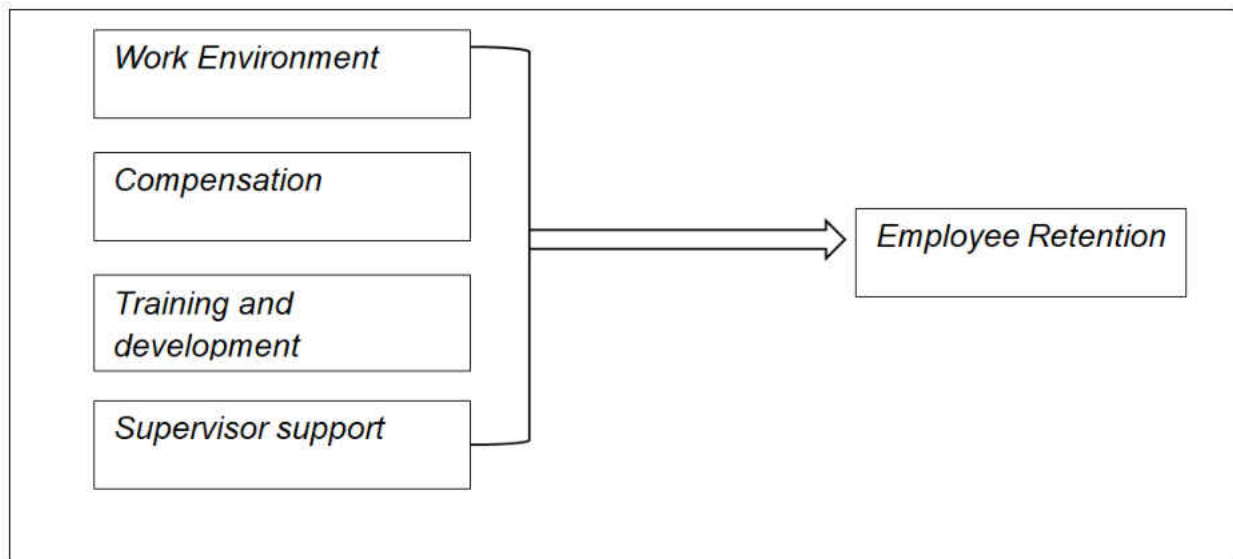 Work Environment
Compensation
Training and
development
Supervisor support
Employee Retention